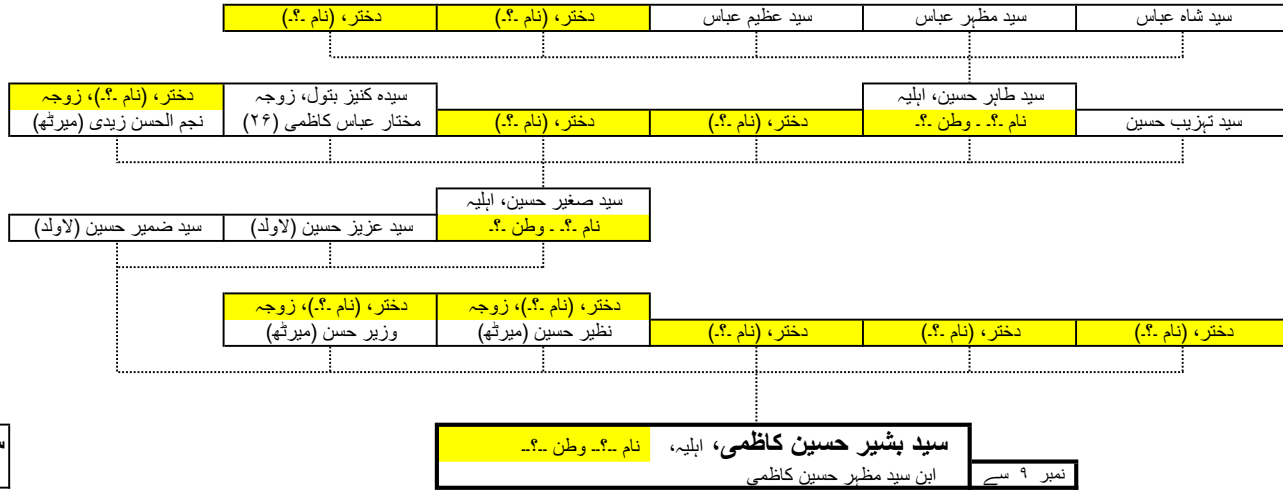 سید شاہ عباس
سید مظہر عباس
سید عظیم عباس
دختر، (نام ۔؟۔)
دختر، (نام ۔؟۔)
سید تہزیب حسین
سید طاہر حسین، اہلیہ
نام ۔؟۔ ۔ وطن ۔؟۔
دختر، (نام ۔؟۔)
دختر، (نام ۔؟۔)
سیدہ کنیز بتول، زوجہ
مختار عباس کاظمی (۲۶)
دختر، (نام ۔؟۔)، زوجہ
نجم الحسن زیدی (میرٹھ)
سید صغیر حسین، اہلیہ
نام ۔؟۔ ۔ وطن ۔؟۔
سید عزیز حسین (لاولد)
سید ضمیر حسین (لاولد)
دختر، (نام ۔؟۔)
دختر، (نام ۔؟۔)
دختر، (نام ۔؟۔)
دختر، (نام ۔؟۔)، زوجہ
نظیر حسین (میرٹھ)
دختر، (نام ۔؟۔)، زوجہ
وزیر حسن (میرٹھ)
نمبر ۹ سے
سید بشیر حسین کاظمی، اہلیہ، نام ۔۔؟۔۔ وطن ۔۔؟۔۔
ابن سید مظہر حسین کاظمی